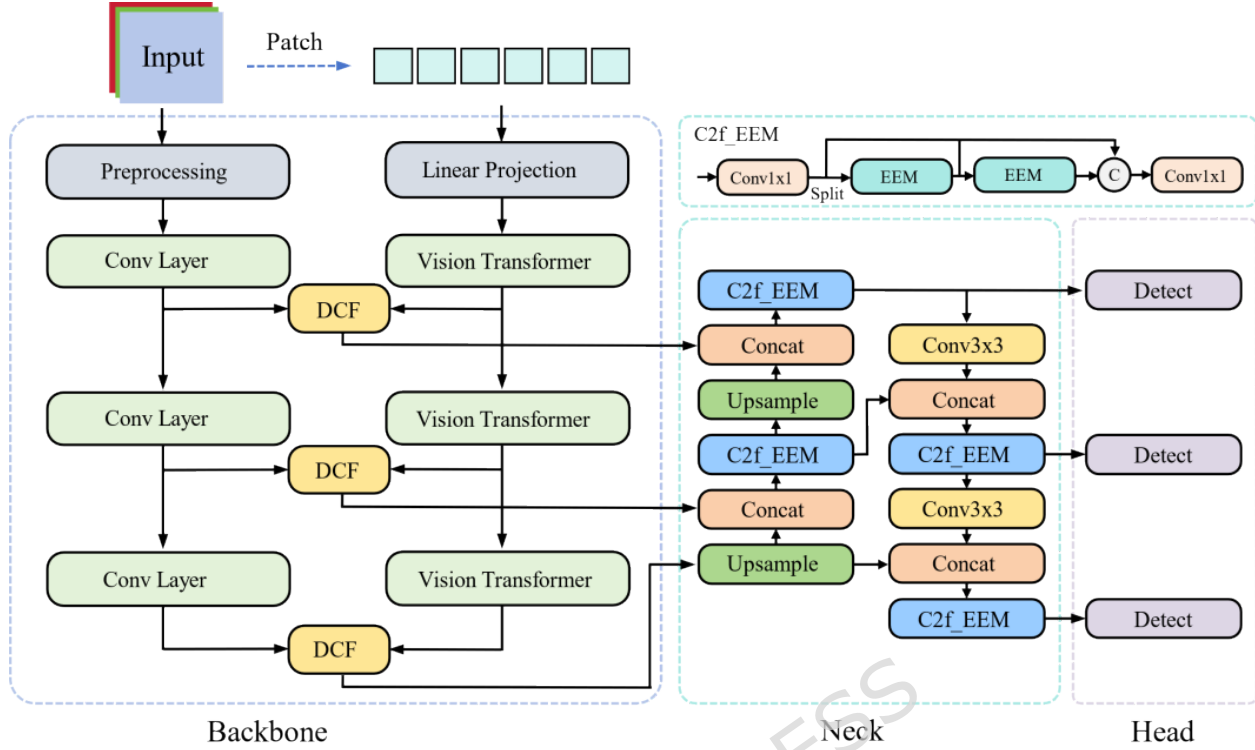 Input
Patch
Preprocessing
Linear Projection
Conv Layer
Vision Transformer
DCF
Conv Layer
Vision Transformer
DCF
Conv Layer
Vision Transformer
DCF
Backbone
C2f_EEM
Conv1x1
Split
EEM
EEM
C
Conv1x1
C2f_EEM
Concat
Upsample
C2f_EEM
Concat
Upsample
Conv3x3
Concat
C2f_EEM
Conv3x3
Concat
C2f_EEM
Neck
Detect
Detect
Detect
Head
ESS